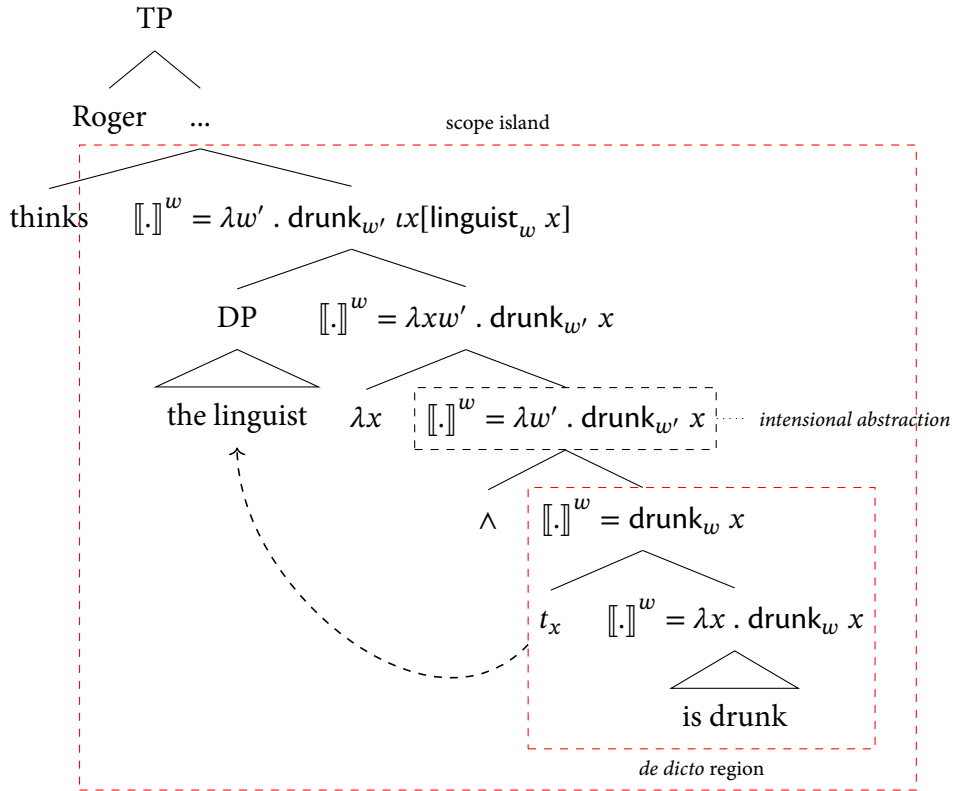 TP
Roger ...
scope island
thinks ⟦.⟧ʷ = λw′ . drunk_w′ ιx[linguist_w x]
DP ⟦.⟧ʷ = λxw′ . drunk_w′ x
the linguist λx ⟦.⟧ʷ = λw′ . drunk_w′ x intensional abstraction
∧ ⟦.⟧ʷ = drunk_w x
t_x ⟦.⟧ʷ = λx . drunk_w x
is drunk
de dicto region